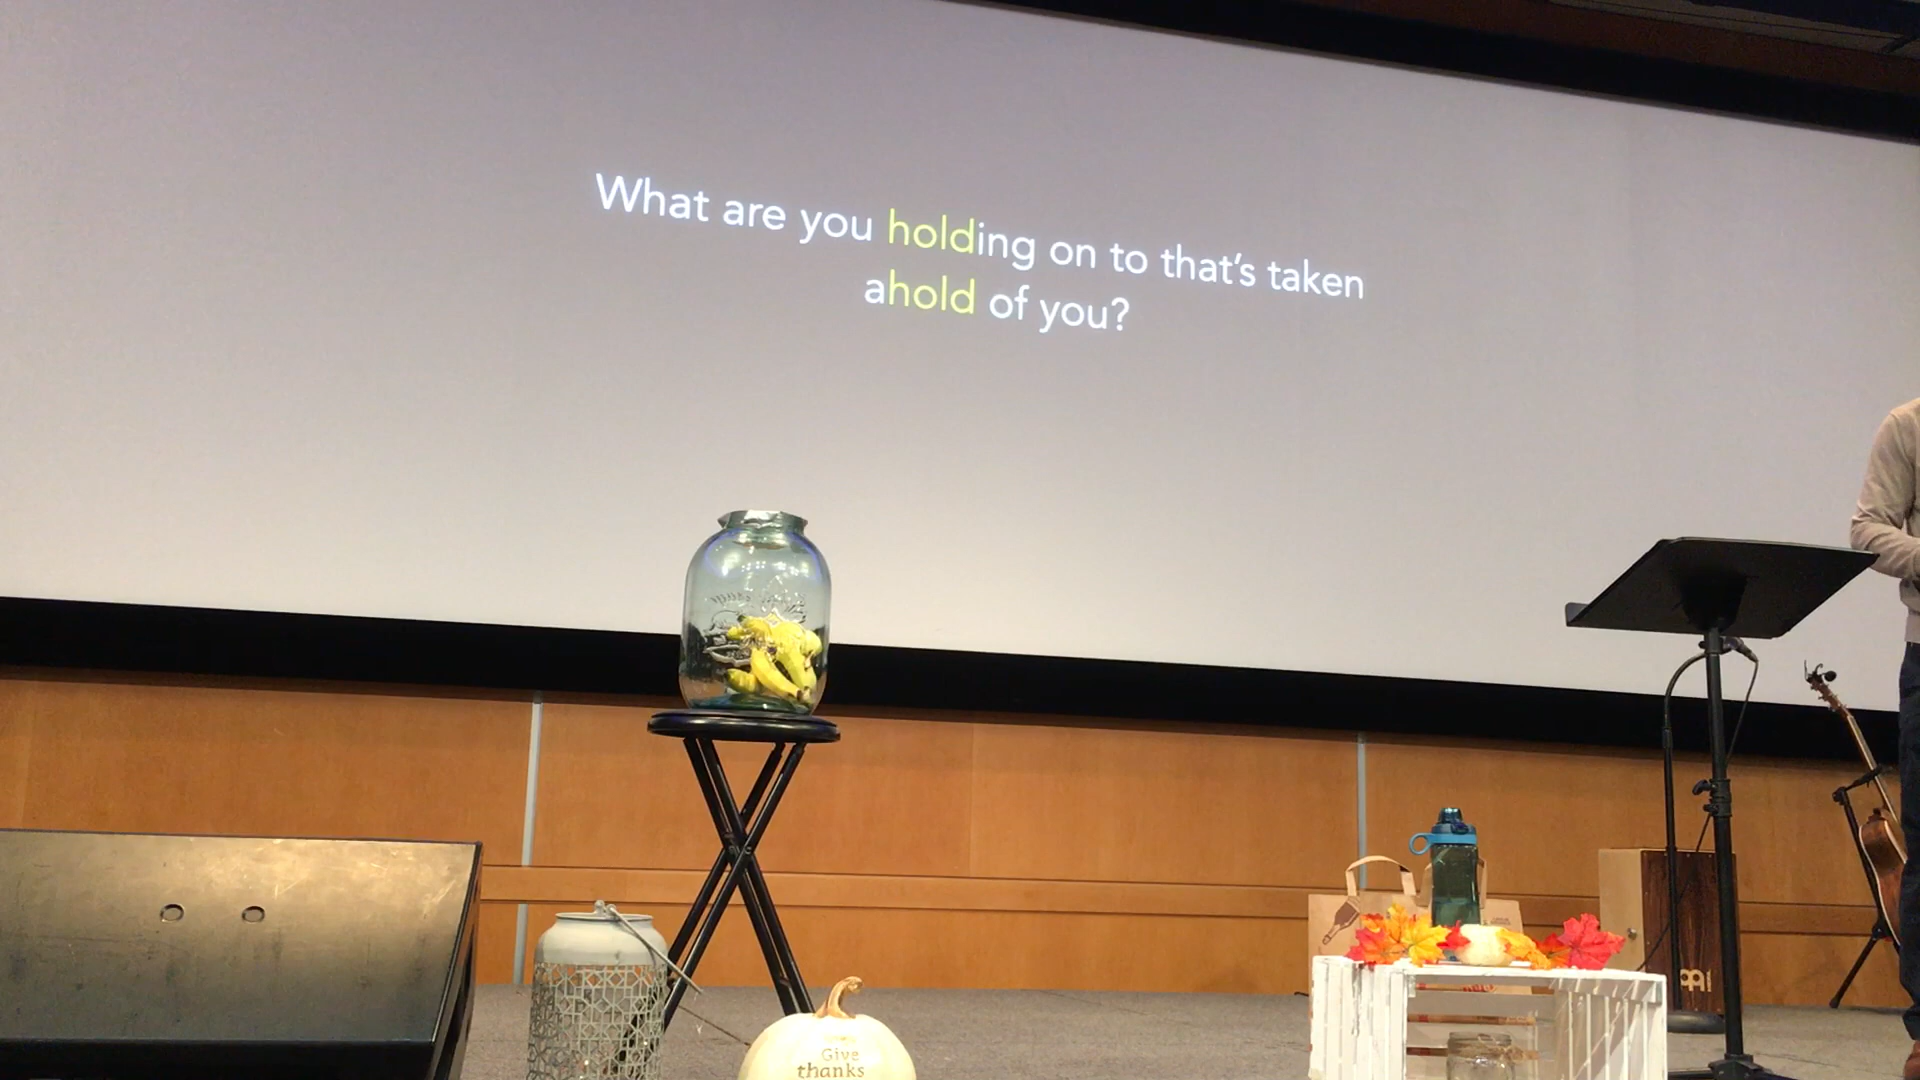 What are you holding on to that's taken
ahold of you?
Give
thanks